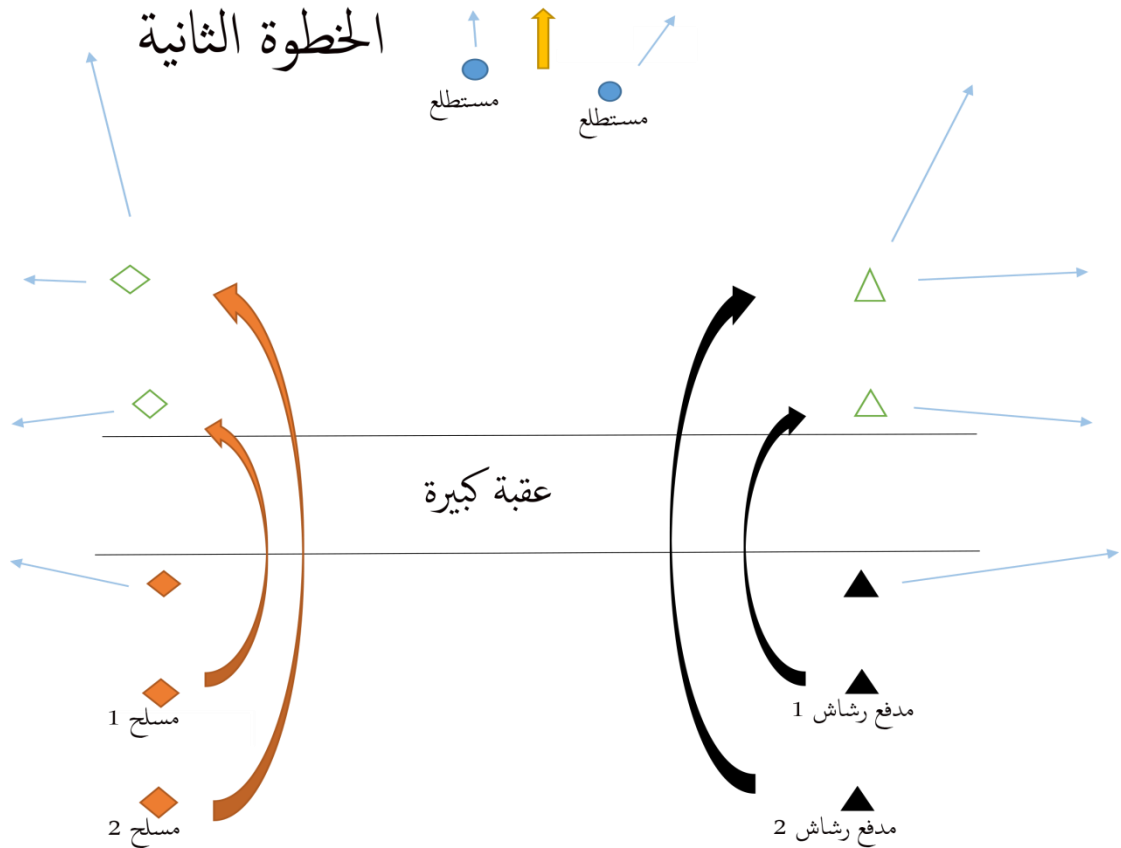 الخطوة الثانية
مستطلع
مستطلع
عقبة كبيرة
مدفع رشاش 1
مسلح 1
مدفع رشاش 2
مسلح 2